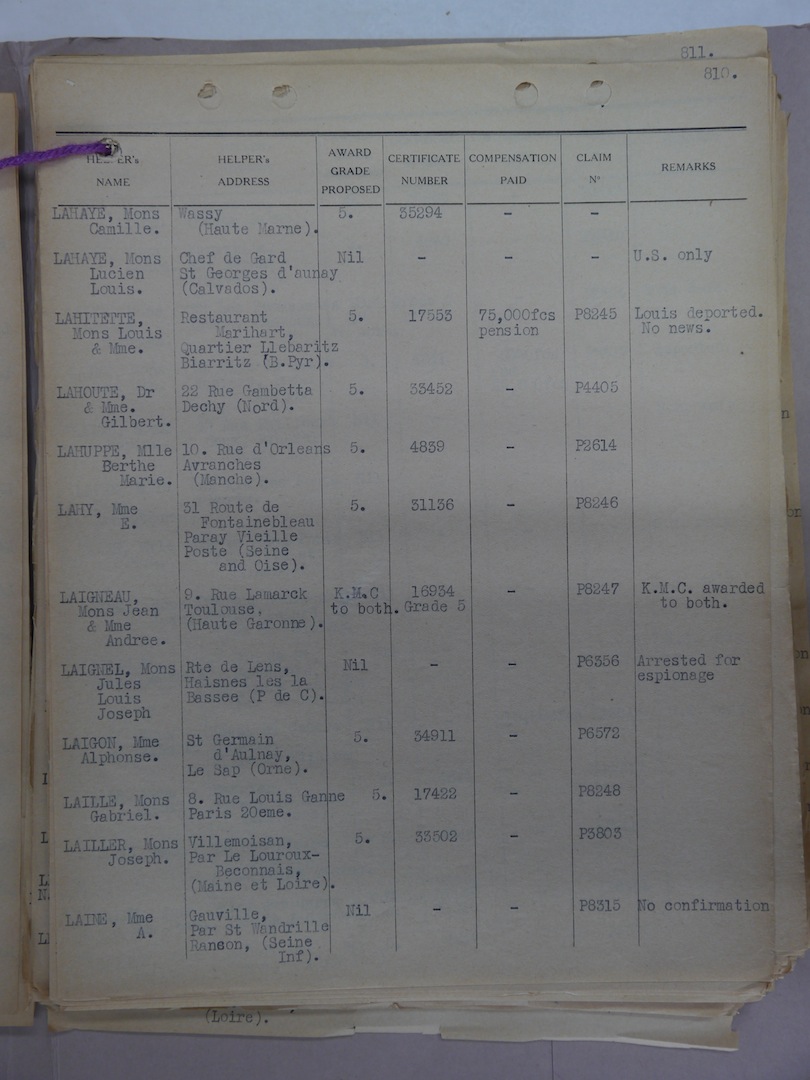 811.
810.
HELPER's NAME | HELPER's ADDRESS | AWARD GRADE PROPOSED | CERTIFICATE NUMBER | COMPENSATION PAID | CLAIM N° | REMARKS
LAHAYE, Mons Wassy 5. 35294 - -
Camille. (Haute Marne).
LAHAYE, Mons Chef de Gard Nil - - - U.S. only
Lucien St Georges d'aunay
Louis. (Calvados).
LAHITETTE, Restaurant 5. 17553 75,000fcs P8245 Louis deported.
Mons Louis Marihart, pension No news.
& Mme. Quartier Llebaritz
Biarritz (B.Pyr).
LAHOUTE, Dr 22 Rue Gambetta 5. 33452 - P4405
& Mme. Dechy (Nord).
Gilbert.
LAHUPPE, Mlle 10. Rue d'Orleans 5. 4839 - P2614
Berthe Avranches
Marie. (Manche).
LAHY, Mme 31 Route de 5. 31136 - P8246
E. Fontainebleau
Paray Vieille
Poste (Seine
and Oise).
LAIGNEAU, 9. Rue Lamarck K.M.C 16934 - P8247 K.M.C. awarded
Mons Jean Toulouse. to both. Grade 5 to both.
& Mme (Haute Garonne).
Andree.
LAIGNEL, Mons Rte de Lens, Nil - - P6356 Arrested for
Jules Haisnes les la espionage
Louis Bassee (P de C).
Joseph
LAIGON, Mme St Germain 5. 34911 - P6572
Alphonse. d'Aulnay,
Le Sap (Orne).
LAILLE, Mons 8. Rue Louis Ganne 5. 17422 - P8248
Gabriel. Paris 20eme.
LAILLER, Mons Villemoisan, 5. 33502 - P3803
Joseph. Par Le Louroux-
Beconnais,
(Maine et Loire).
LAINE, Mme Gauville, Nil - - P8315 No confirmation
A. Par St Wandrille
Rancon, (Seine
Inf).
(Loire).